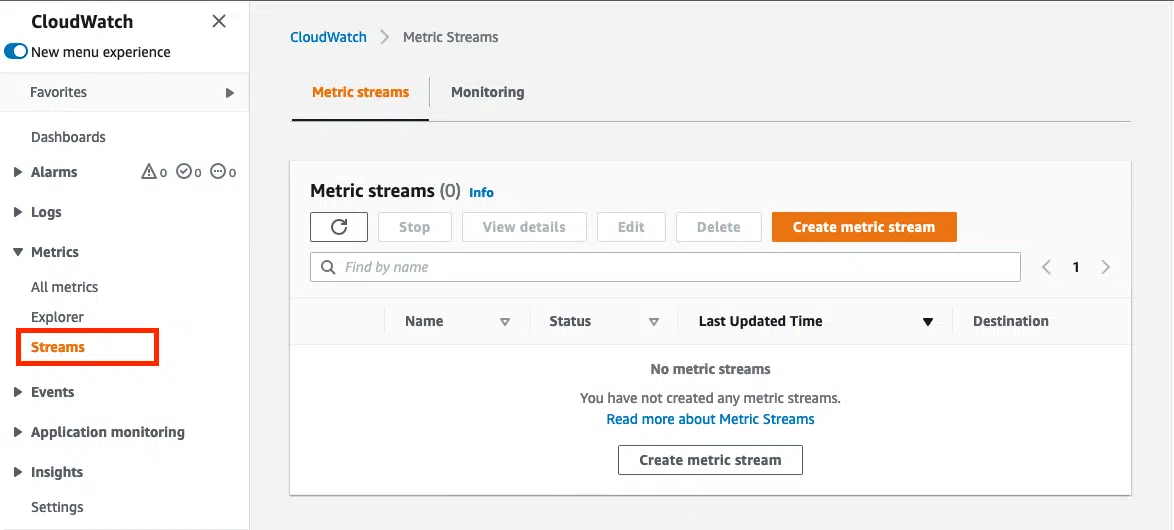 CloudWatch
New menu experience
Favorites
Dashboards
Alarms 0 0 0
Logs
Metrics
All metrics
Explorer
Streams
Events
Application monitoring
Insights
Settings
CloudWatch Metric Streams
Metric streams Monitoring
Metric streams (0) Info
Stop View details Edit Delete Create metric stream
Find by name 1
Name Status Last Updated Time Destination
No metric streams
You have not created any metric streams.
Read more about Metric Streams
Create metric stream